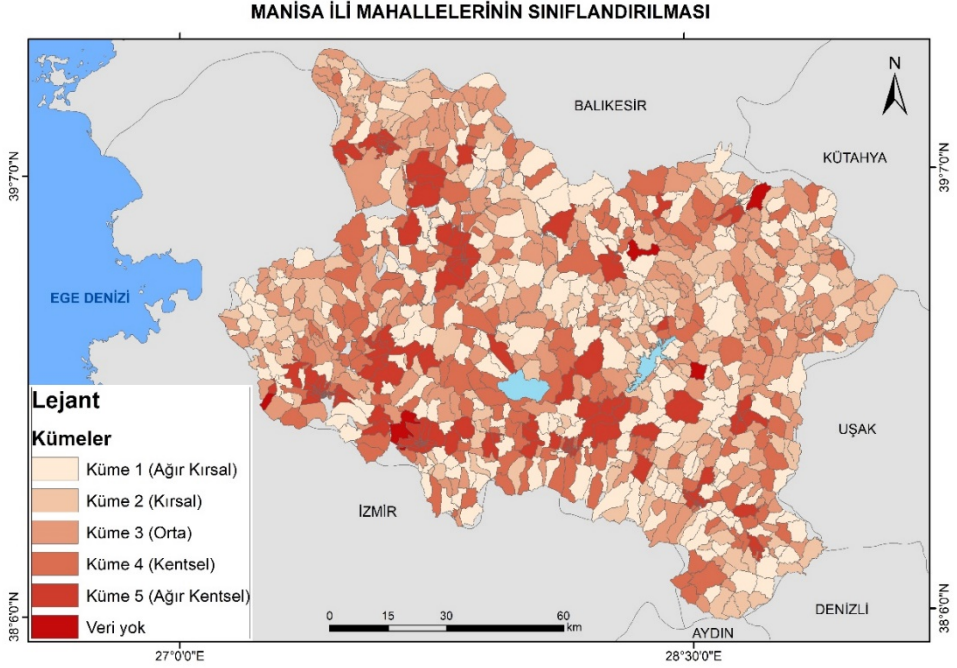 MANİSA İLİ MAHALLELERİNİN SINIFLANDIRILMASI
N
BALIKESİR
KÜTAHYA
39°7'0"N
39°7'0"N
EGE DENİZİ
UŞAK
İZMİR
DENİZLİ
AYDIN
Lejant
Kümeler
Küme 1 (Ağır Kırsal)
Küme 2 (Kırsal)
Küme 3 (Orta)
Küme 4 (Kentsel)
Küme 5 (Ağır Kentsel)
Veri yok
0 15 30 60
km
38°6'0"N
38°6'0"N
27°0'0"E
28°30'0"E